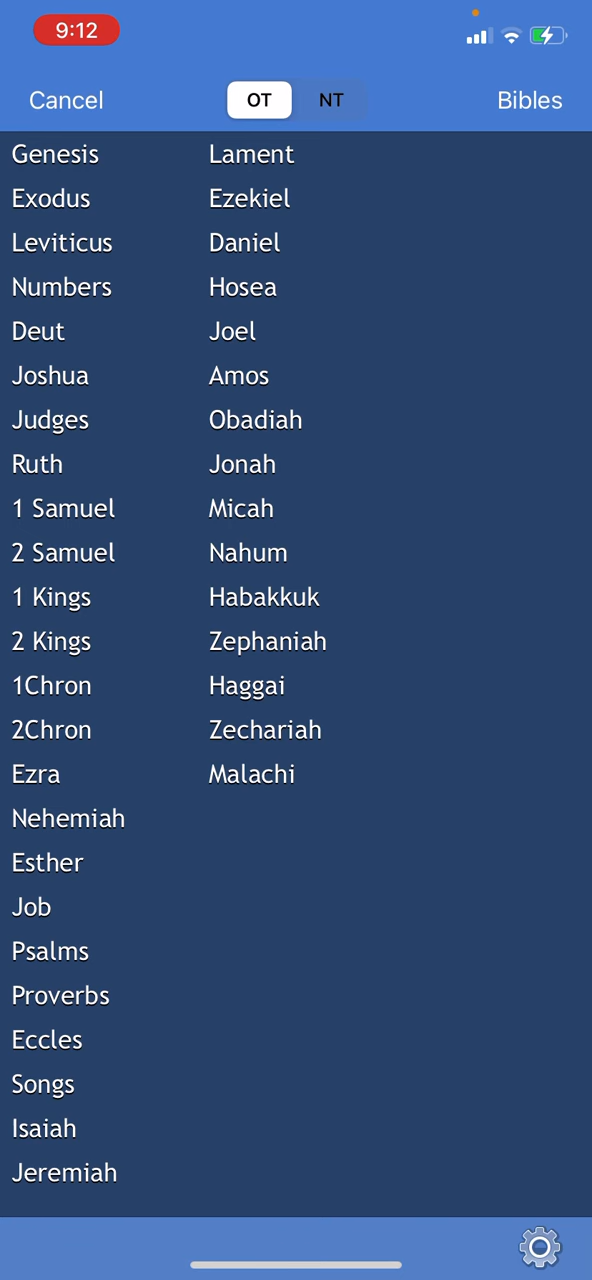 9:12
Cancel
OT
NT
Bibles
Genesis
Exodus
Leviticus
Numbers
Deut
Joshua
Judges
Ruth
1 Samuel
2 Samuel
1 Kings
2 Kings
1Chron
2Chron
Ezra
Nehemiah
Esther
Job
Psalms
Proverbs
Eccles
Songs
Isaiah
Jeremiah
Lament
Ezekiel
Daniel
Hosea
Joel
Amos
Obadiah
Jonah
Micah
Nahum
Habakkuk
Zephaniah
Haggai
Zechariah
Malachi